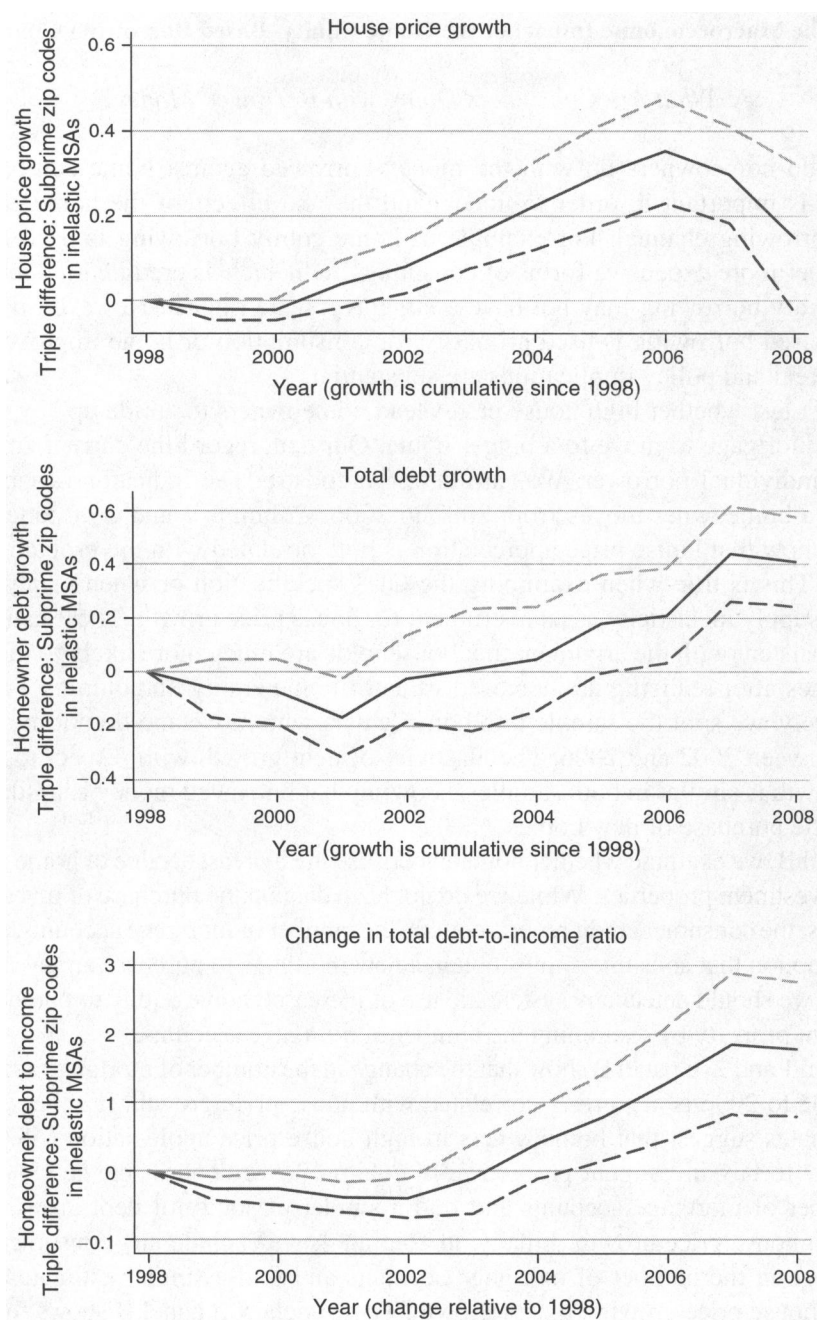 House price growth
House price growth
Triple difference: Subprime zip codes
in inelastic MSAs
0.6
0.4
0.2
0
1998
2000
20002
20004
2006
2008
Year (growth is cumulative since 1998)
Total debt growth
Homeowner debt growth
Triple difference: Subprime zip codes
in inelastic MSAs
0.6
0.4
0.2
0
−0.2
−0.4
1998
2000
2002
2004
2006
2008
Year (growth is cumulative since 1998)
Change in total debt-to-income ratio
Homeowner debt to income
Triple difference: Subprime zip codes
in inelastic MSAs
3
2
1
-0
-0.1
1998
2000
2002
2004
2006
2008
Year (change relative to 1998)